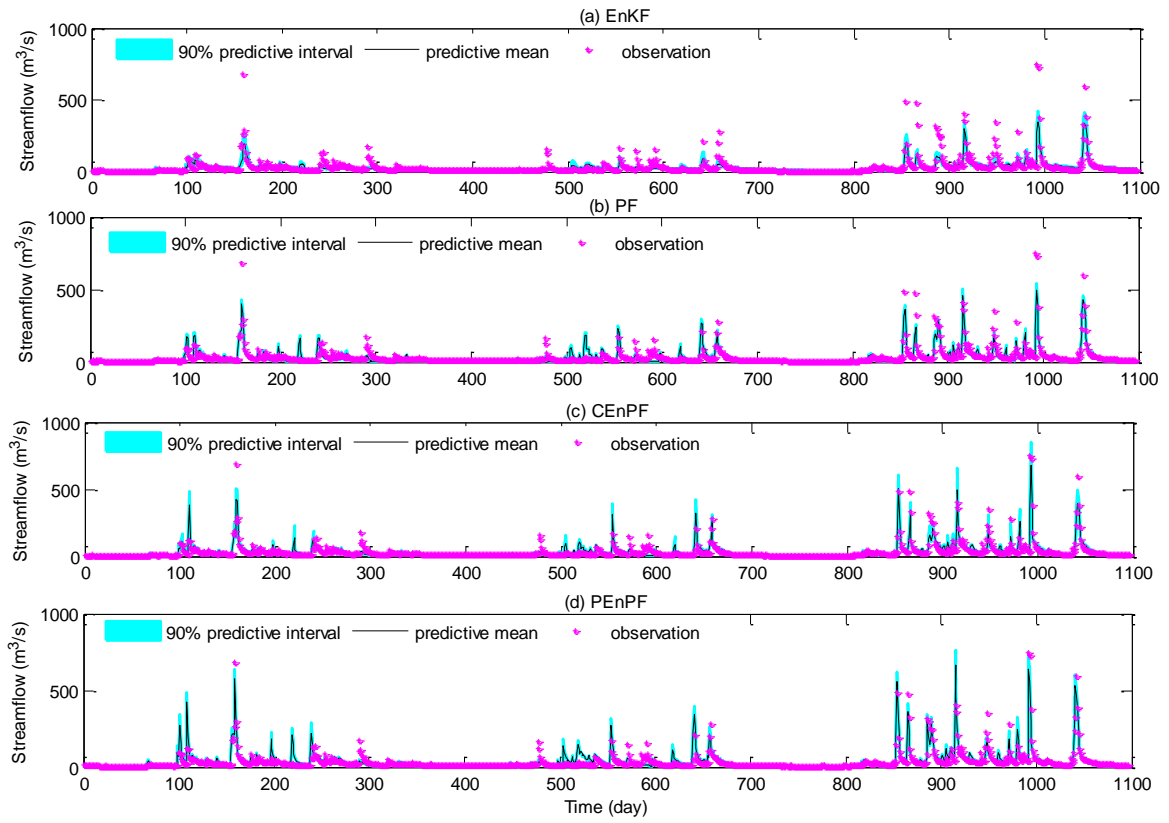 (a) EnKF
1000
500
0
Streamflow (m³/s)
90% predictive interval predictive mean observation
0 100 200 300 400 500 600 700 800 900 1000 1100
(b) PF
1000
500
0
Streamflow (m³/s)
90% predictive interval predictive mean observation
0 100 200 300 400 500 600 700 800 900 1000 1100
(c) CEnPF
1000
500
0
Streamflow (m³/s)
90% predictive interval predictive mean observation
0 100 200 300 400 500 600 700 800 900 1000 1100
(d) PEnPF
1000
500
0
Streamflow (m³/s)
90% predictive interval predictive mean observation
0 100 200 300 400 500 600 700 800 900 1000 1100
Time (day)